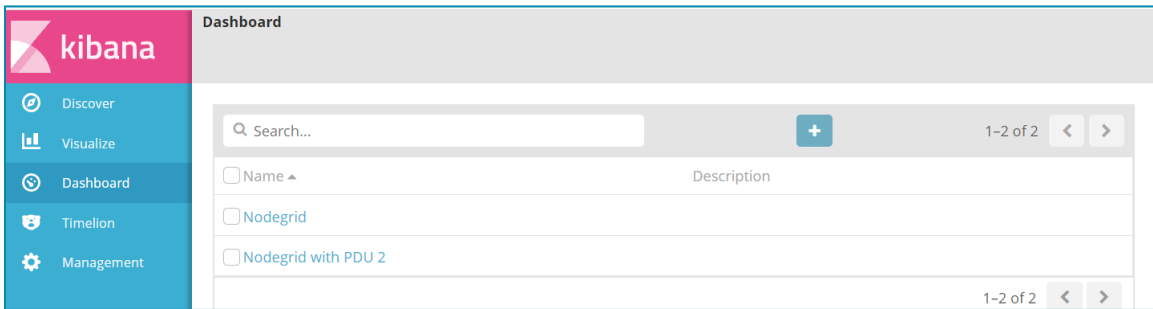 kibana
Discover
Visualize
Dashboard
Timelion
Management
Dashboard
Search...
+
1–2 of 2
Name
Description
Nodegrid
Nodegrid with PDU 2
1–2 of 2